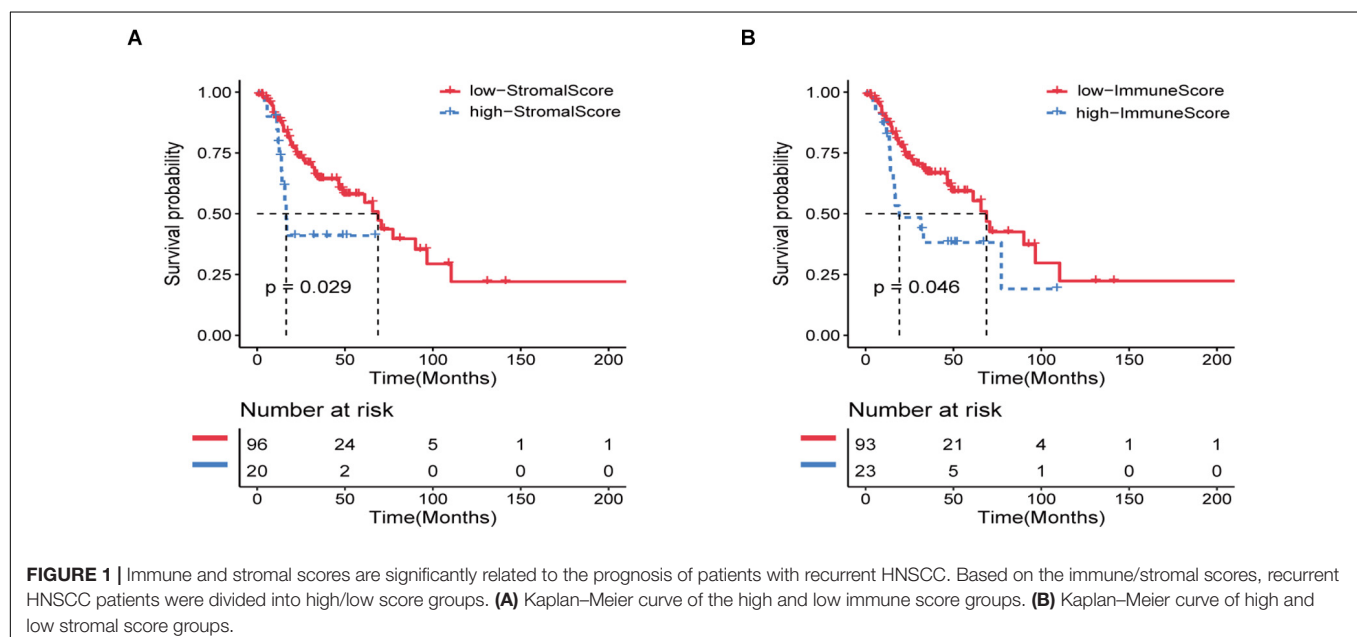 A
low-StromalScore
high-StromalScore
Survival probability
1.00
0.75
0.50
0.25
0.00
p = 0.029
0 50 100 150 200
Time(Months)
Number at risk
96 24 5 1 1
20 2 0 0 0
0 50 100 150 200
Time(Months)
B
low-ImmuneScore
high-ImmuneScore
Survival probability
1.00
0.75
0.50
0.25
0.00
p = 0.046
0 50 100 150 200
Time(Months)
Number at risk
93 21 4 1 1
23 5 1 0 0
0 50 100 150 200
Time(Months)
FIGURE 1 | Immune and stromal scores are significantly related to the prognosis of patients with recurrent HNSCC. Based on the immune/stromal scores, recurrent
HNSCC patients were divided into high/low score groups. (A) Kaplan–Meier curve of the high and low immune score groups. (B) Kaplan–Meier curve of high and
low stromal score groups.